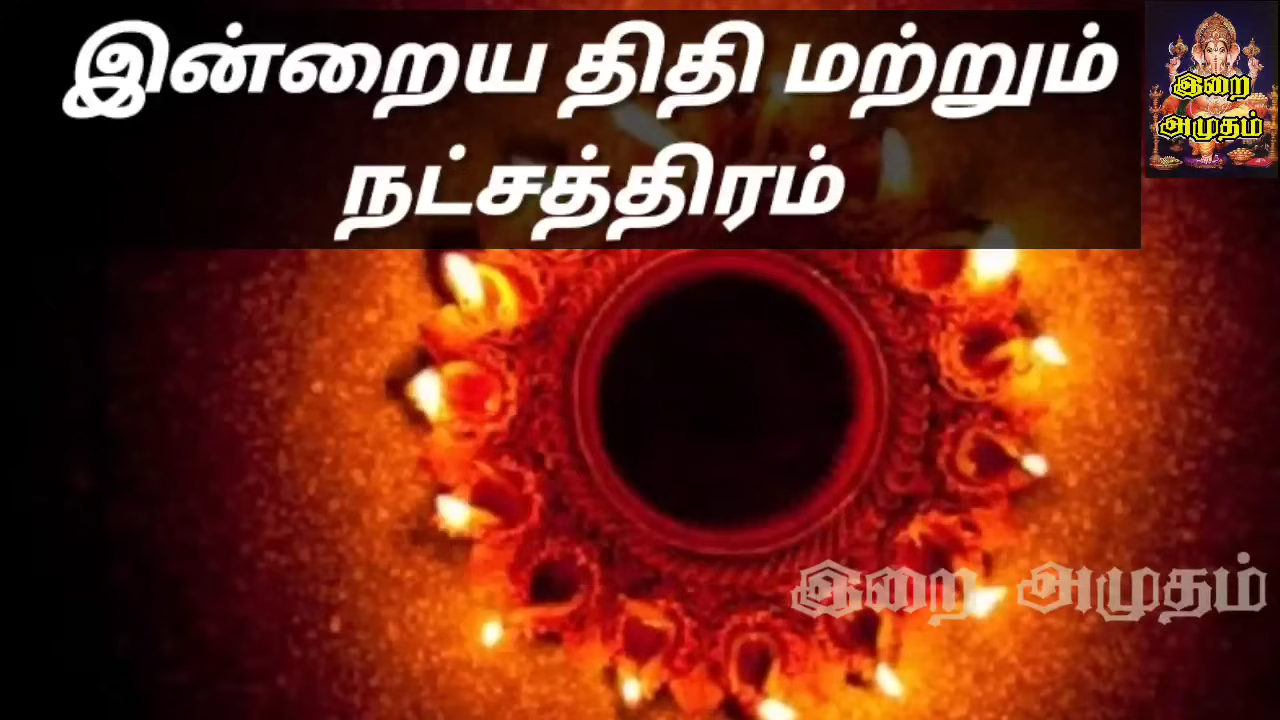 இன்றைய திதி மற்றும்
நட்சத்திரம்
இறை
அமுதம்
இறை அமுதம்